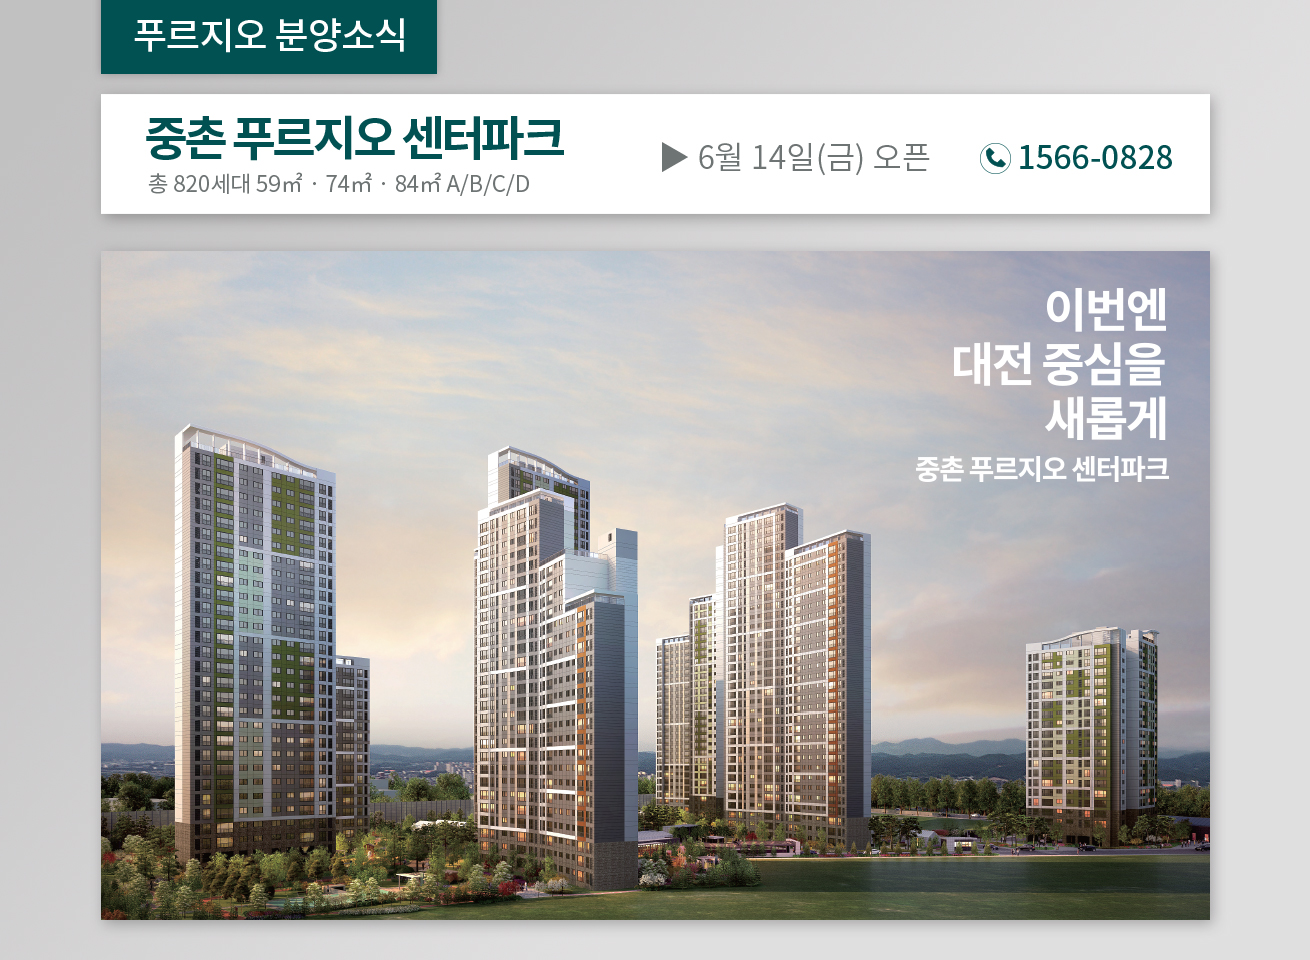 푸르지오 분양소식
중촌 푸르지오 센터파크
▶ 6월 14일(금) 오픈
1566-0828
총 820세대 59㎡ · 74㎡ · 84㎡ A/B/C/D
이번엔
대전 중심을
새롭게
중촌 푸르지오 센터파크